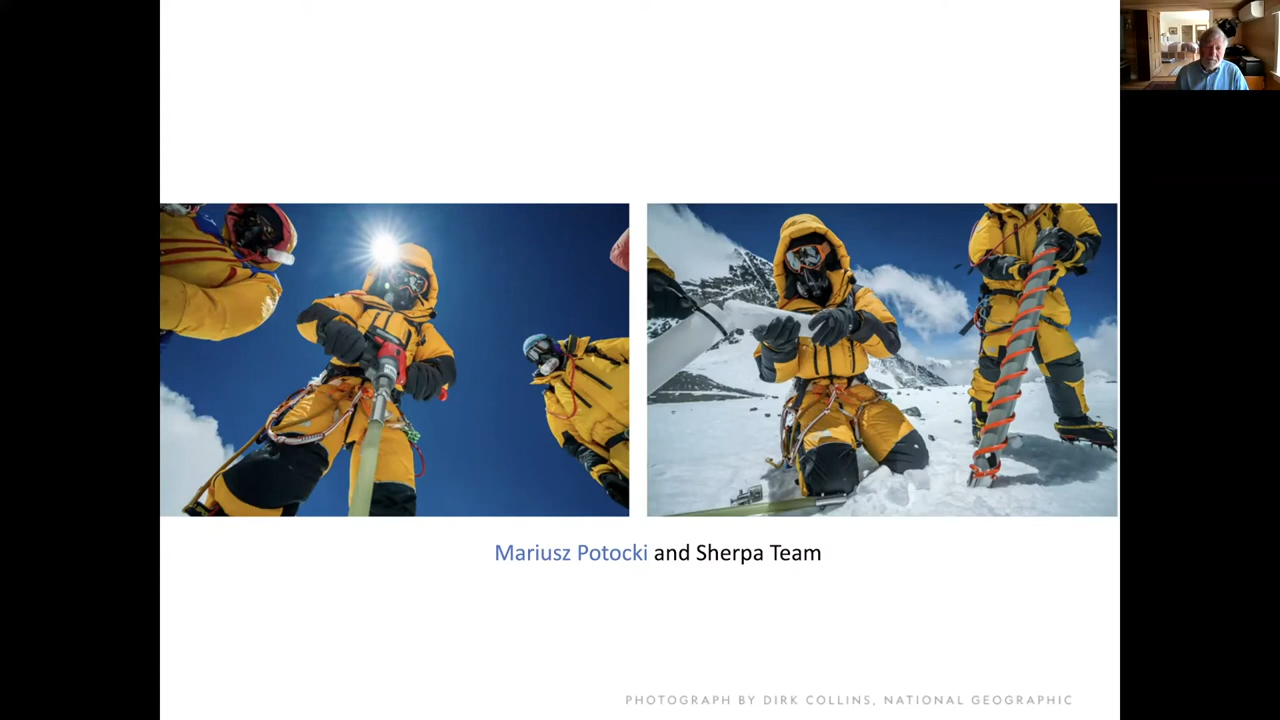 Mariusz Potocki and Sherpa Team
PHOTOGRAPH BY DIRK COLLINS, NATIONAL GEOGRAPHIC